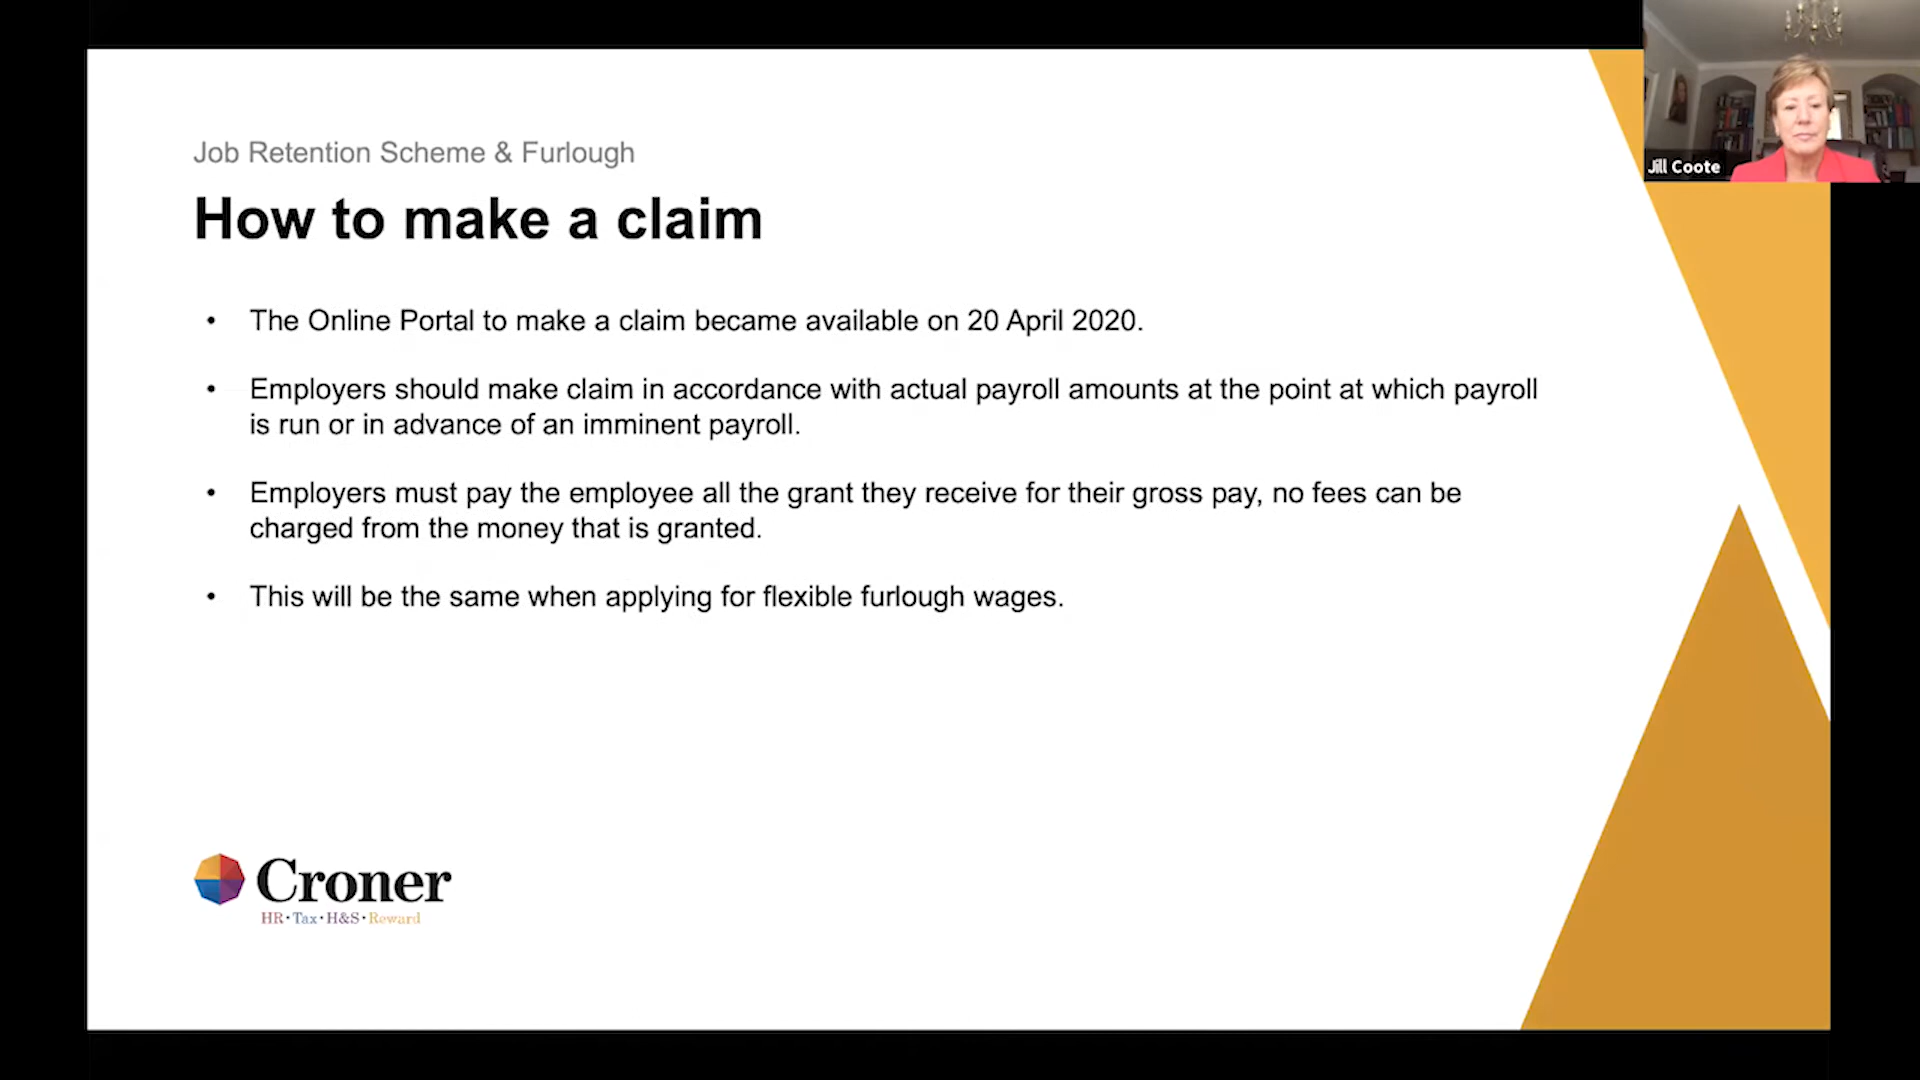 Job Retention Scheme & Furlough
How to make a claim
• The Online Portal to make a claim became available on 20 April 2020.
• Employers should make claim in accordance with actual payroll amounts at the point at which payroll
is run or in advance of an imminent payroll.
• Employers must pay the employee all the grant they receive for their gross pay, no fees can be
charged from the money that is granted.
• This will be the same when applying for flexible furlough wages.
Croner
HR·Tax·H&S·Reward
Jill Coote